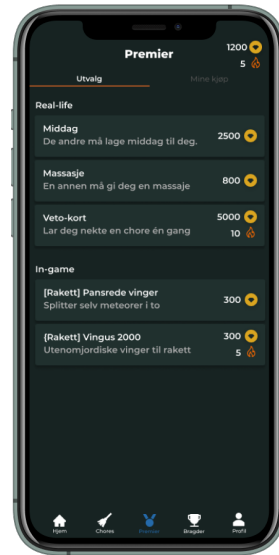 Premier
1200
5
Utvalg
Mine kjøp
Real-life
Middag
De andre må lage middag til deg.
2500
Massasje
En annen må gi deg en massaje
800
Veto-kort
Lar deg nekte en chore én gang
5000
10
In-game
[Rakett] Pansrede vinger
Splitter selv meteorer i to
300
{Rakett] Vingus 2000
Utenomjordiske vinger til rakett
300
5
Hjem
Chores
Premier
Bragder
Profil